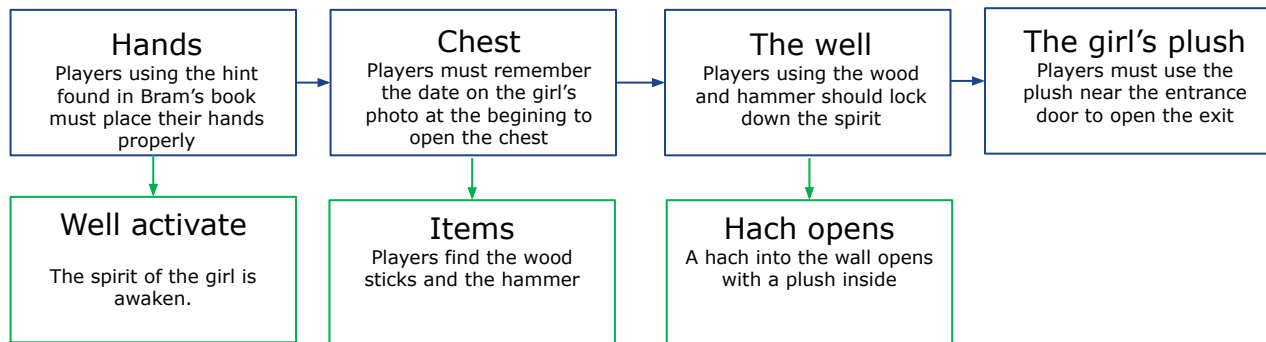 Hands
Players using the hint
found in Bram's book
must place their hands
properly
Chest
Players must remember
the date on the girl's
photo at the begining to
open the chest
The well
Players using the wood
and hammer should lock
down the spirit
The girl's plush
Players must use the
plush near the entrance
door to open the exit
Well activate
The spirit of the girl is
awaken.
Items
Players find the wood
sticks and the hammer
Hach opens
A hach into the wall opens
with a plush inside